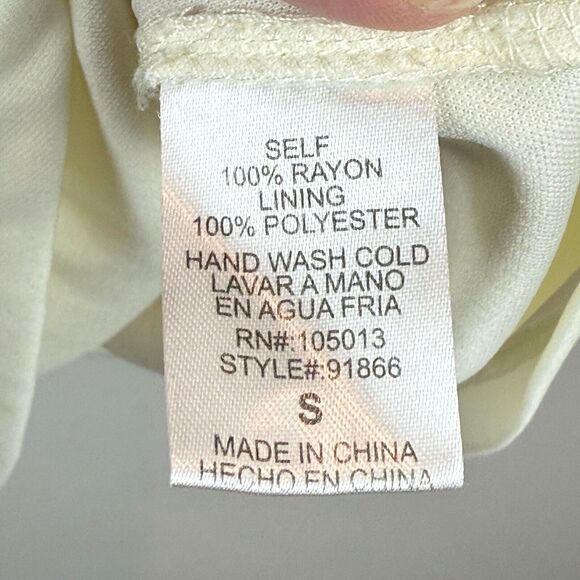 SELF
100% RAYON
LINING
100% POLYESTER
HAND WASH COLD
LAVAR A MANO
EN AGUA FRIA
RN#:105013
STYLE#:91866
S
MADE IN CHINA
HECHO EN CHINA